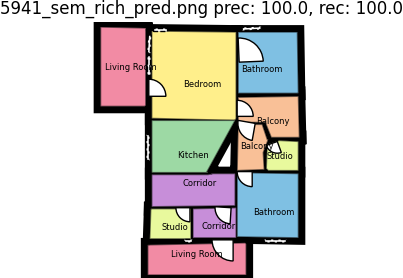 5941_sem_rich_pred.png prec: 100.0, rec: 100.0
Living Room
Bedroom
Bathroom
Balcony
Balcony
Studio
Kitchen
Corridor
Bathroom
Studio
Corridor
Living Room